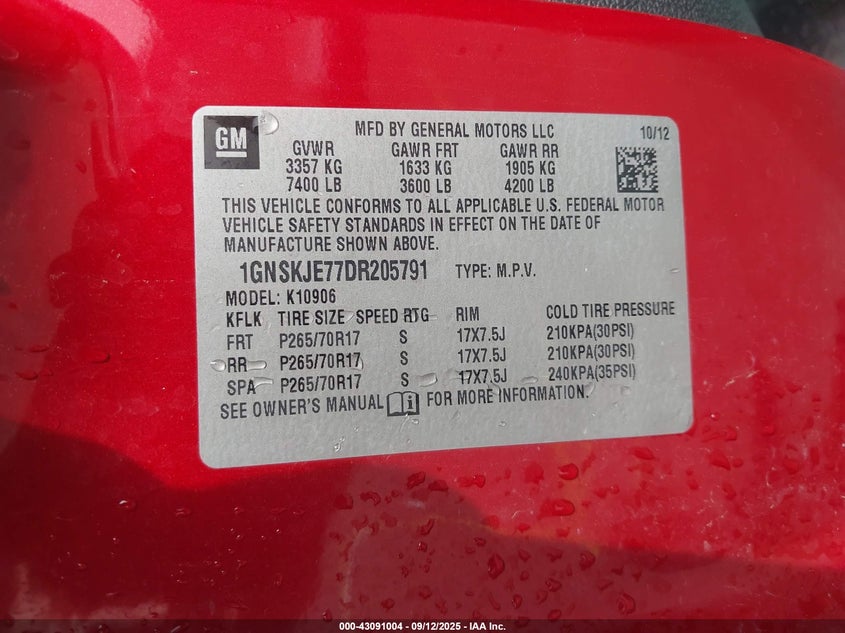 GM
MFD BY GENERAL MOTORS LLC 10/12
GVWR GAWR FRT GAWR RR
3357 KG 1633 KG 1905 KG
7400 LB 3600 LB 4200 LB
THIS VEHICLE CONFORMS TO ALL APPLICABLE U.S. FEDERAL MOTOR
VEHICLE SAFETY STANDARDS IN EFFECT ON THE DATE OF
MANUFACTURE SHOWN ABOVE.
1GNSKJE77DR205791 TYPE: M.P.V.
MODEL: K10906
KFLK TIRE SIZE SPEED RTG RIM COLD TIRE PRESSURE
FRT P265/70R17 S 17X7.5J 210KPA(30PSI)
RR P265/70R17 S 17X7.5J 210KPA(30PSI)
SPA P265/70R17 S 17X7.5J 240KPA(35PSI)
SEE OWNER'S MANUAL FOR MORE INFORMATION.
000-43091004 - 09/12/2025 - IAA Inc.